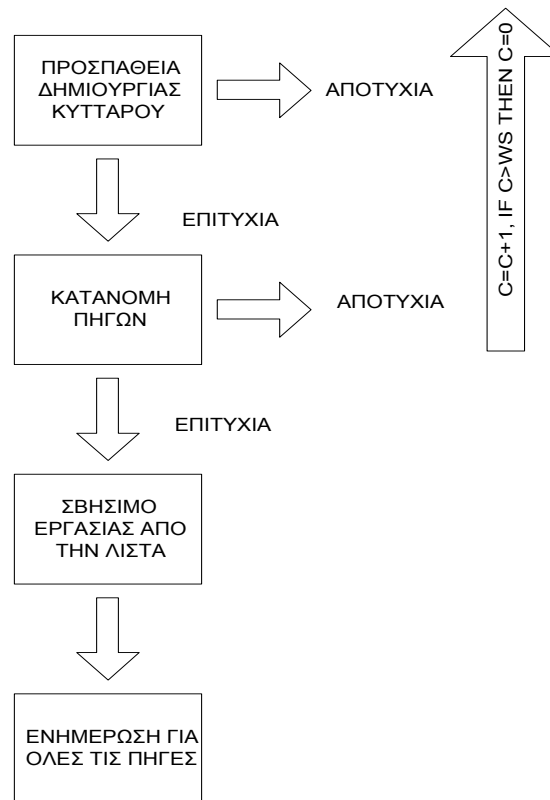 ΠΡΟΣΠΑΘΕΙΑ
ΔΗΜΙΟΥΡΓΙΑΣ
ΚΥΤΤΑΡΟΥ
ΑΠΟΤΥΧΙΑ
C=C+1, IF C>WS THEN C=0
ΕΠΙΤΥΧΙΑ
ΚΑΤΑΝΟΜΗ
ΠΗΓΩΝ
ΑΠΟΤΥΧΙΑ
ΕΠΙΤΥΧΙΑ
ΣΒΗΣΙΜΟ
ΕΡΓΑΣΙΑΣ ΑΠΟ
ΤΗΝ ΛΙΣΤΑ
ΕΝΗΜΕΡΩΣΗ ΓΙΑ
ΟΛΕΣ ΤΙΣ ΠΗΓΕΣ